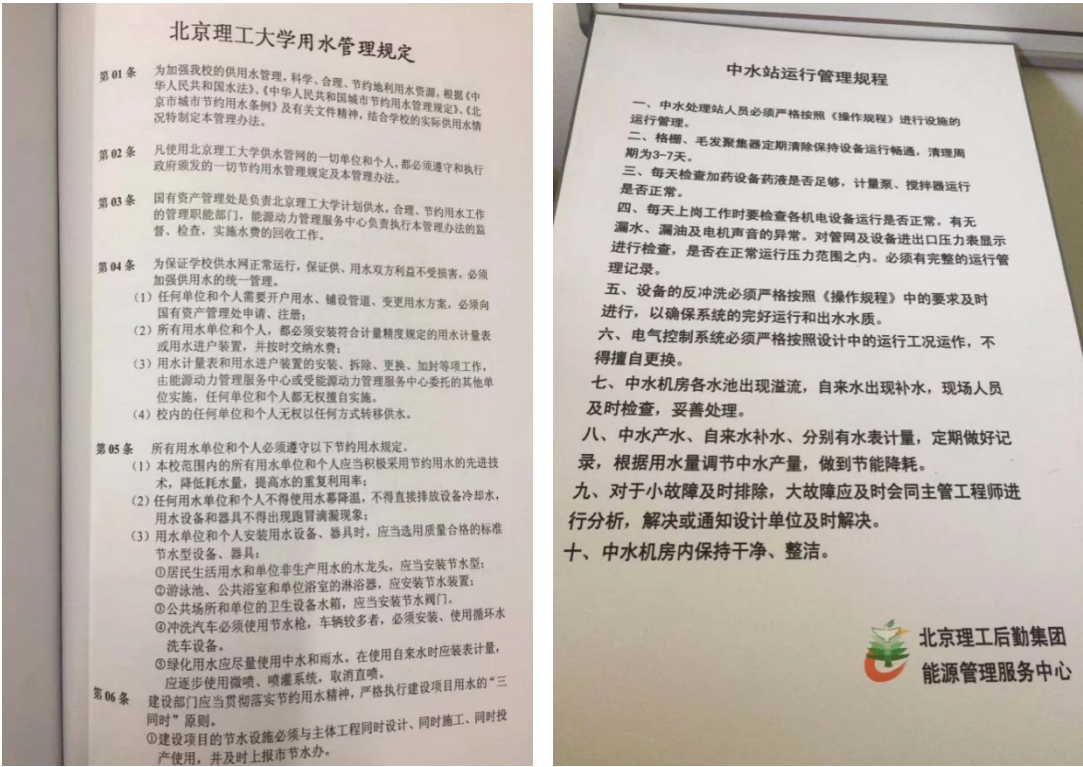 北京理工大学用水管理规定
第01条 为加强我校的供用水管理，科学、合理、节约地利用水资源，根据《中
华人民共和国水法》、《中华人民共和国城市节约用水管理规定》、《北
京市城市节约用水条例》及有关文件精神，结合学校的实际供用水情
况特制定本管理办法。
第02条 凡使用北京理工大学供水管网的一切单位和个人，都必须遵守和执行
政府颁发的一切节约用水管理规定及本管理办法。
第03条 国有资产管理处是负责北京理工大学计划供水，合理、节约用水工作
的管理职能部门，能源动力管理服务中心负责执行本管理办法的监
督、检查，实施水费的回收工作。
第04条 为保证学校供水网正常运行，保证供、用水双方利益不受损害，必须
加强供用水的统一管理。
（1）任何单位和个人需要开户用水、铺设管道、变更用水方案，必须向
国有资产管理处申请、注册；
（2）所有用水单位和个人，都必须安装符合计量精度规定的用水计量表
或用水进户装置，并按时交纳水费；
（3）用水计量表和用水进户装置的安装、拆除、更换、加封等项工作，
由能源动力管理服务中心或受能源动力管理服务中心委托的其他单
位实施，任何单位和个人都无权擅自实施。
（4）校内的任何单位和个人无权以任何方式转移供水。
第05条 所有用水单位和个人必须遵守以下节约用水规定。
（1）本校范围内的所有用水单位和个人应当积极采用节约用水的先进技
术，降低耗水量，提高水的重复利用率；
（2）任何用水单位和个人不得使用水幕降温，不得直接排放设备冷却水，
用水设备和器具不得出现跑冒滴漏现象；
（3）用水单位和个人安装用水设备、器具时，应当选用质量合格的标准
节水型设备、器具；
①居民生活用水和单位非生产用水的水龙头，应当安装节水型；
②游泳池、公共浴室和单位浴室的淋浴器，应安装节水装置；
③公共场所和单位的卫生设备水箱，应当安装节水阀门。
④冲洗汽车必须使用节水枪，车辆较多者，必须安装、使用循环水
洗车设备。
⑤绿化用水应尽量使用中水和雨水。在使用自来水时应装表计量，
应逐步使用微喷、喷灌系统，取消直喷。
第06条 建设部门应当贯彻落实节约用水精神，严格执行建设项目用水的“三
同时”原则。
①建设项目的节水设施必须与主体工程同时设计、同时施工、同时投
产使用，并及时上报市节水办。
中水站运行管理规程
一、中水处理站人员必须严格按照《操作规程》进行设施的
运行管理。
二、格栅、毛发聚集器定期清除保持设备运行畅通，清理周
期为3-7天。
三、每天检查加药设备药液是否足够，计量泵、搅拌器运行
是否正常。
四、每天上岗工作时要检查各机电设备运行是否正常，有无
漏水、漏油及电机声音的异常。对管网及设备进出口压力表显示
进行检查，是否在正常运行压力范围之内。必须有完整的运行管
理记录。
五、设备的反冲洗必须严格按照《操作规程》中的要求及时
进行，以确保系统的完好运行和出水水质。
六、电气控制系统必须严格按照设计中的运行工况运作，不
得擅自更换。
七、中水机房各水池出现溢流，自来水出现补水，现场人员
及时检查，妥善处理。
八、中水产水、自来水补水、分别有水表计量，定期做好记
录，根据用水量调节中水产量，做到节能降耗。
九、对于小故障及时排除，大故障应及时会同主管工程师进
行分析，解决或通知设计单位及时解决。
十、中水机房内保持干净、整洁。
北京理工后勤集团
能源管理服务中心